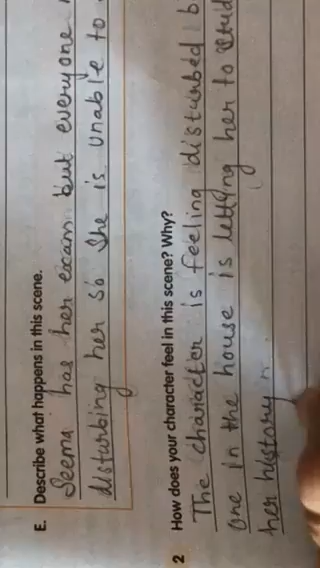 E. Describe what happens in this scene.
Seema has her exam but everyone
disturbing her so She is unable to
2 How does your character feel in this scene? Why?
The character is feeling disturbed
one in the house is letting her to
her history